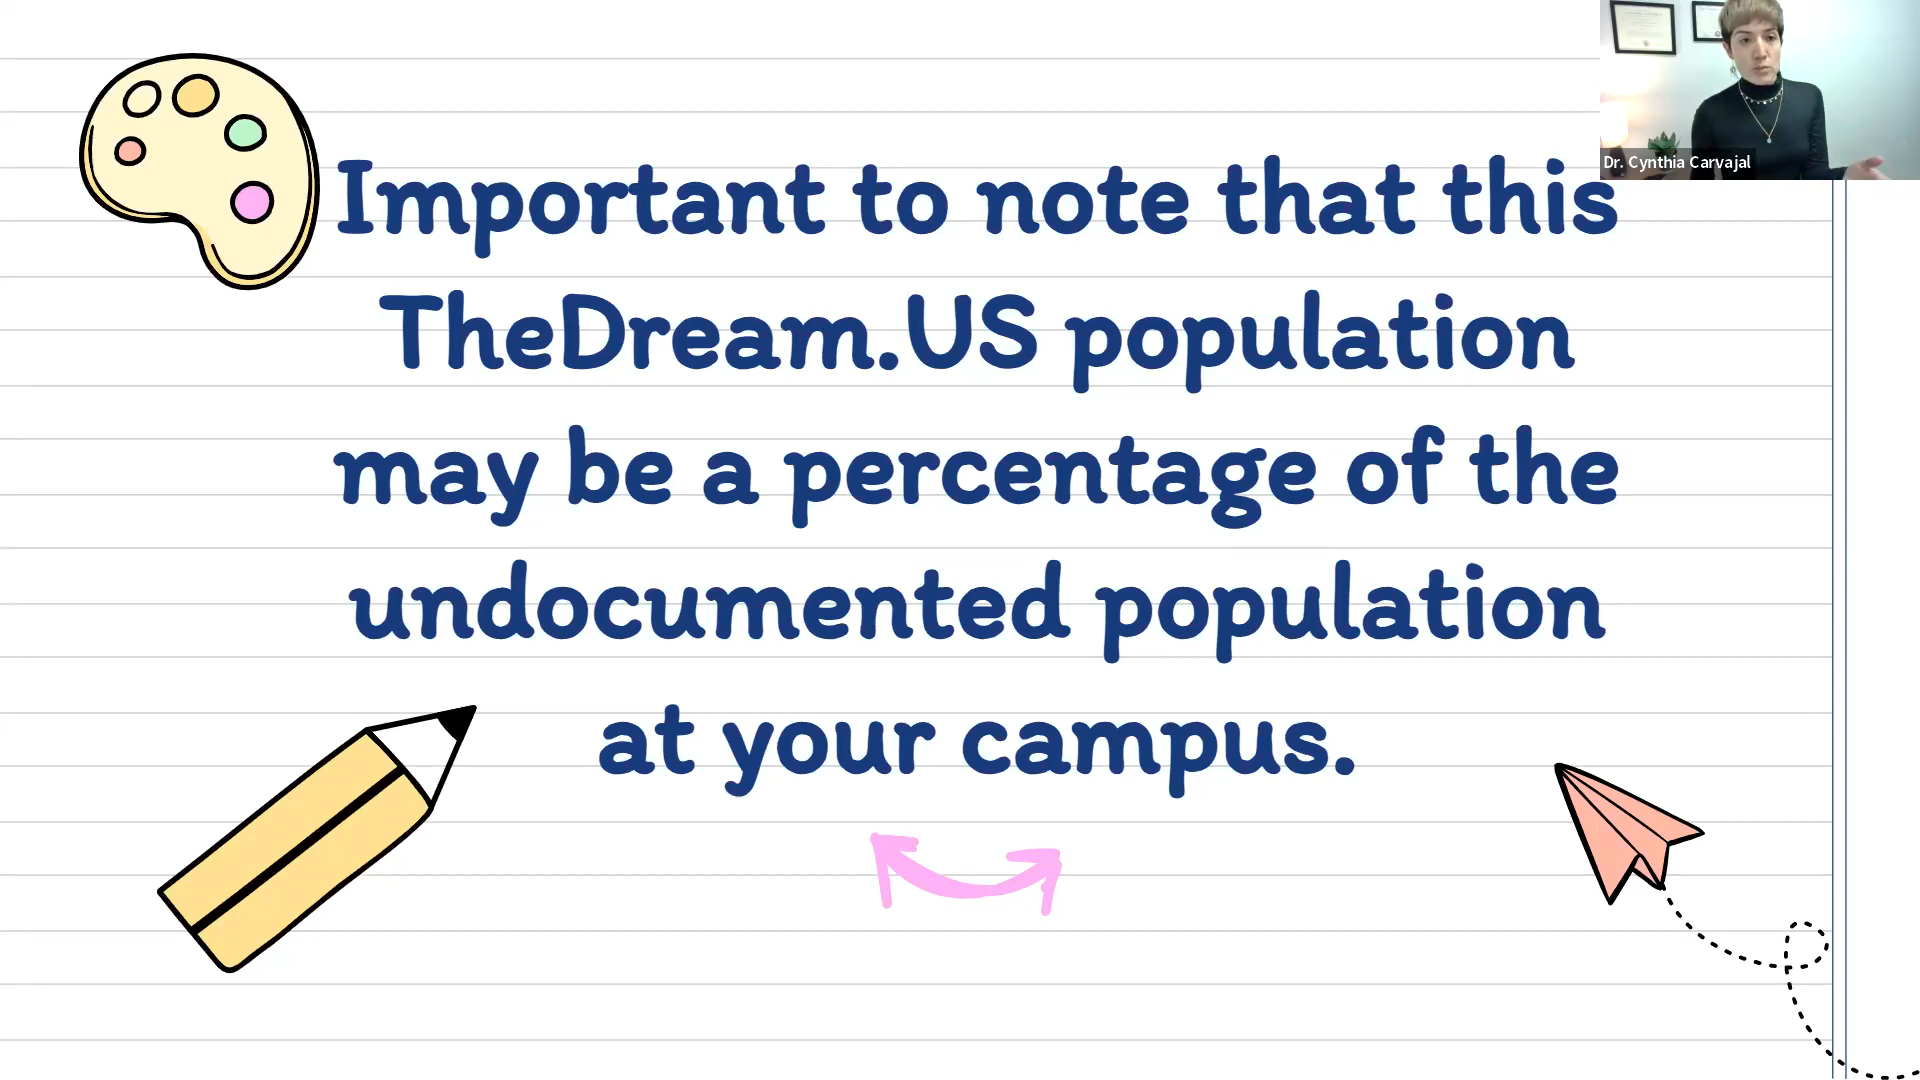 Dr. Cynthia Carvajal
Important to note that this
TheDream.US population
may be a percentage of the
undocumented population
at your campus.